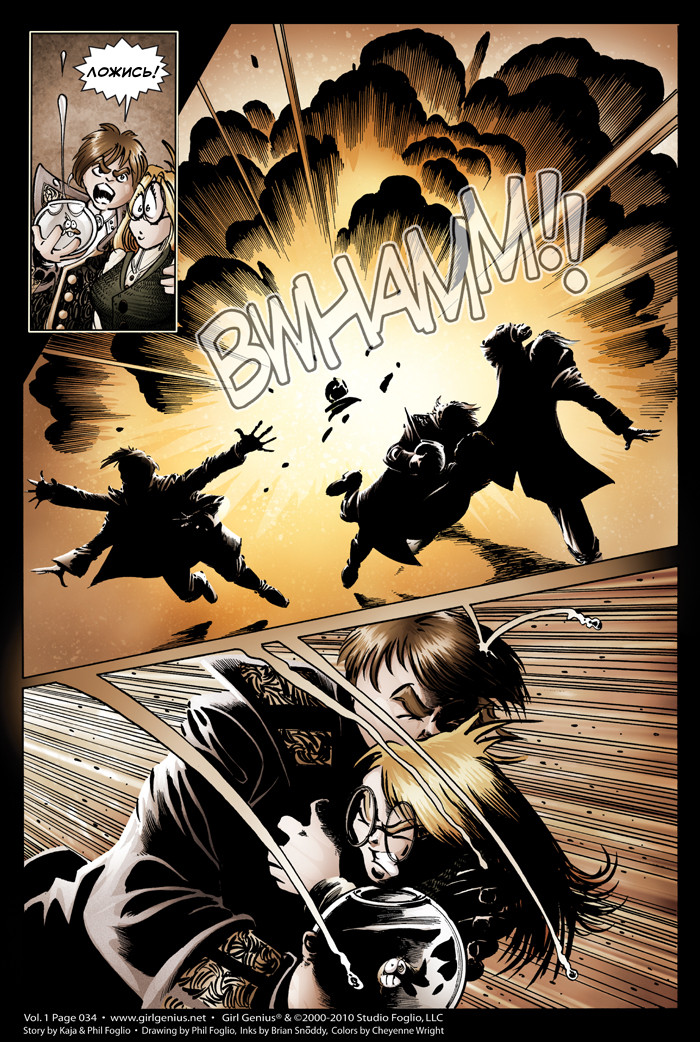 ЛОЖИСЬ!
BWHAMM!!
Vol. 1 Page 034 • www.girlgenius.net • Girl Genius® & ©2000-2010 Studio Foglio, LLC
Story by Kaja & Phil Foglio • Drawing by Phil Foglio, Inks by Brian Snōddy, Colors by Cheyenne Wright